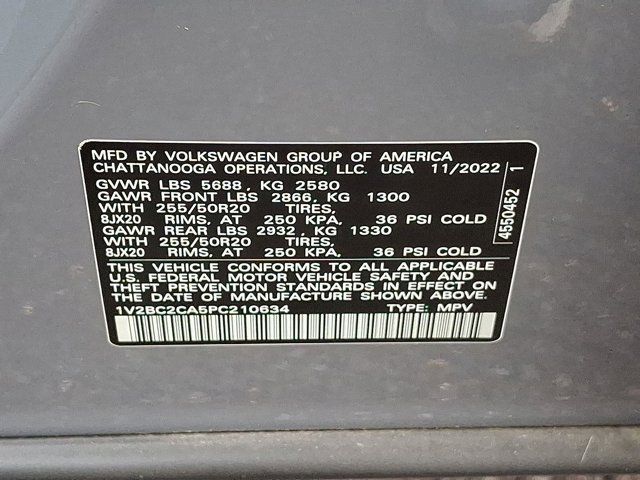 MFD BY VOLKSWAGEN GROUP OF AMERICA
CHATTANOOGA OPERATIONS, LLC. USA 11/2022
GVWR LBS 5688, KG 2580
GAWR FRONT LBS 2866, KG 1300
WITH 255/50R20 TIRES,
8JX20 RIMS, AT 250 KPA, 36 PSI COLD
GAWR REAR LBS 2932, KG 1330
WITH 255/50R20 TIRES,
8JX20 RIMS, AT 250 KPA, 36 PSI COLD
THIS VEHICLE CONFORMS TO ALL APPLICABLE
U.S. FEDERAL MOTOR VEHICLE SAFETY AND
THEFT PREVENTION STANDARDS IN EFFECT ON
THE DATE OF MANUFACTURE SHOWN ABOVE.
1V2BC2CA5PC210634 TYPE: MPV
4550452 1